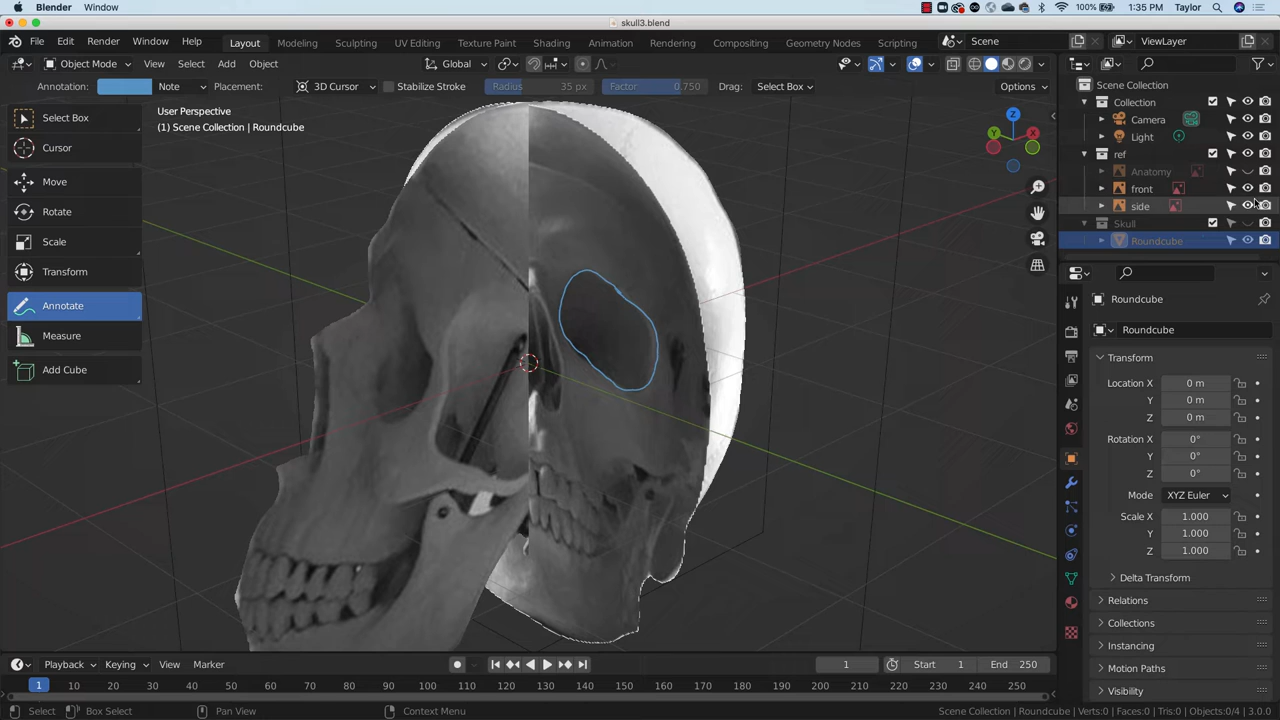 Blender Window 100% 1:35 PM Taylor
skull3.blend
File Edit Render Window Help Layout Modeling Sculpting UV Editing Texture Paint Shading Animation Rendering Compositing Geometry Nodes Scripting Scene ViewLayer
Object Mode View Select Add Object Global
Annotation: Note Placement: 3D Cursor Stabilize Stroke Radius 35 px Factor 0.750 Drag: Select Box Options
Scene Collection
Collection
Camera
Light
ref
Anatomy
front
side
Skull
Roundcube
User Perspective
(1) Scene Collection | Roundcube
Z
Y X
Select Box
Cursor
Move
Rotate
Scale
Transform
Annotate
Measure
Add Cube
Roundcube
Roundcube
Transform
Location X 0 m
Y 0 m
Z 0 m
Rotation X 0°
Y 0°
Z 0°
Mode XYZ Euler
Scale X 1.000
Y 1.000
Z 1.000
Delta Transform
Relations
Collections
Instancing
Motion Paths
Visibility
Playback Keying View Marker 1 Start 1 End 250
1 10 20 30 40 50 60 70 80 90 100 110 120 130 140 150 160 170 180 190 200 210 220 230 240 250
Select Box Select Pan View Context Menu Scene Collection | Roundcube | Verts:0 | Faces:0 | Tris:0 | Objects:0/4 | 3.0.0